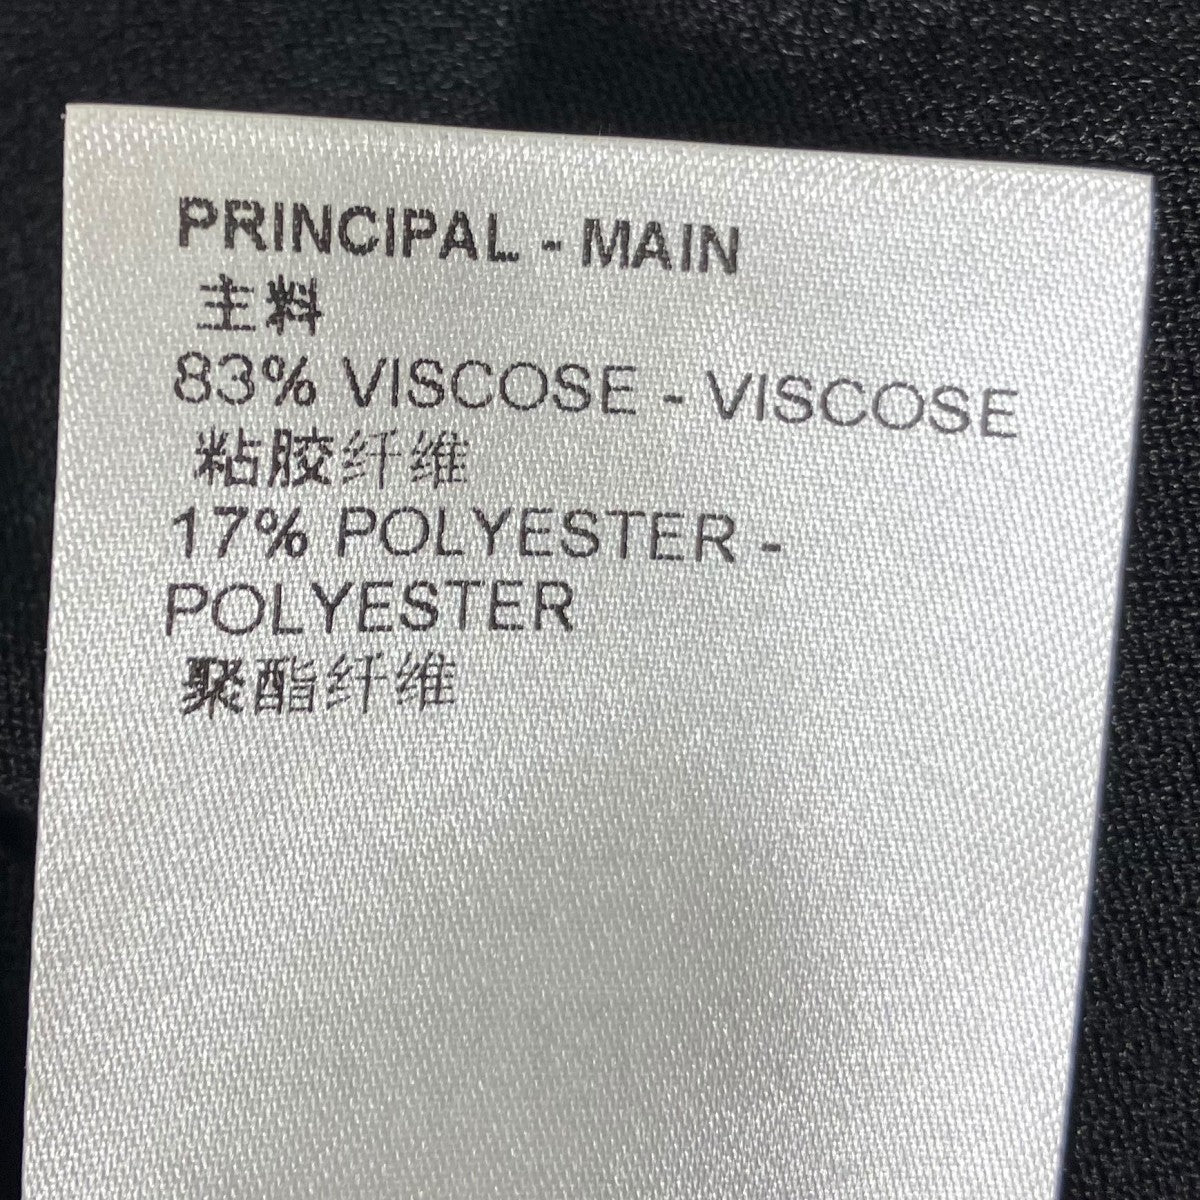 PRINCIPAL - MAIN
主料
83% VISCOSE - VISCOSE
粘胶纤维
17% POLYESTER -
POLYESTER
聚酯纤维